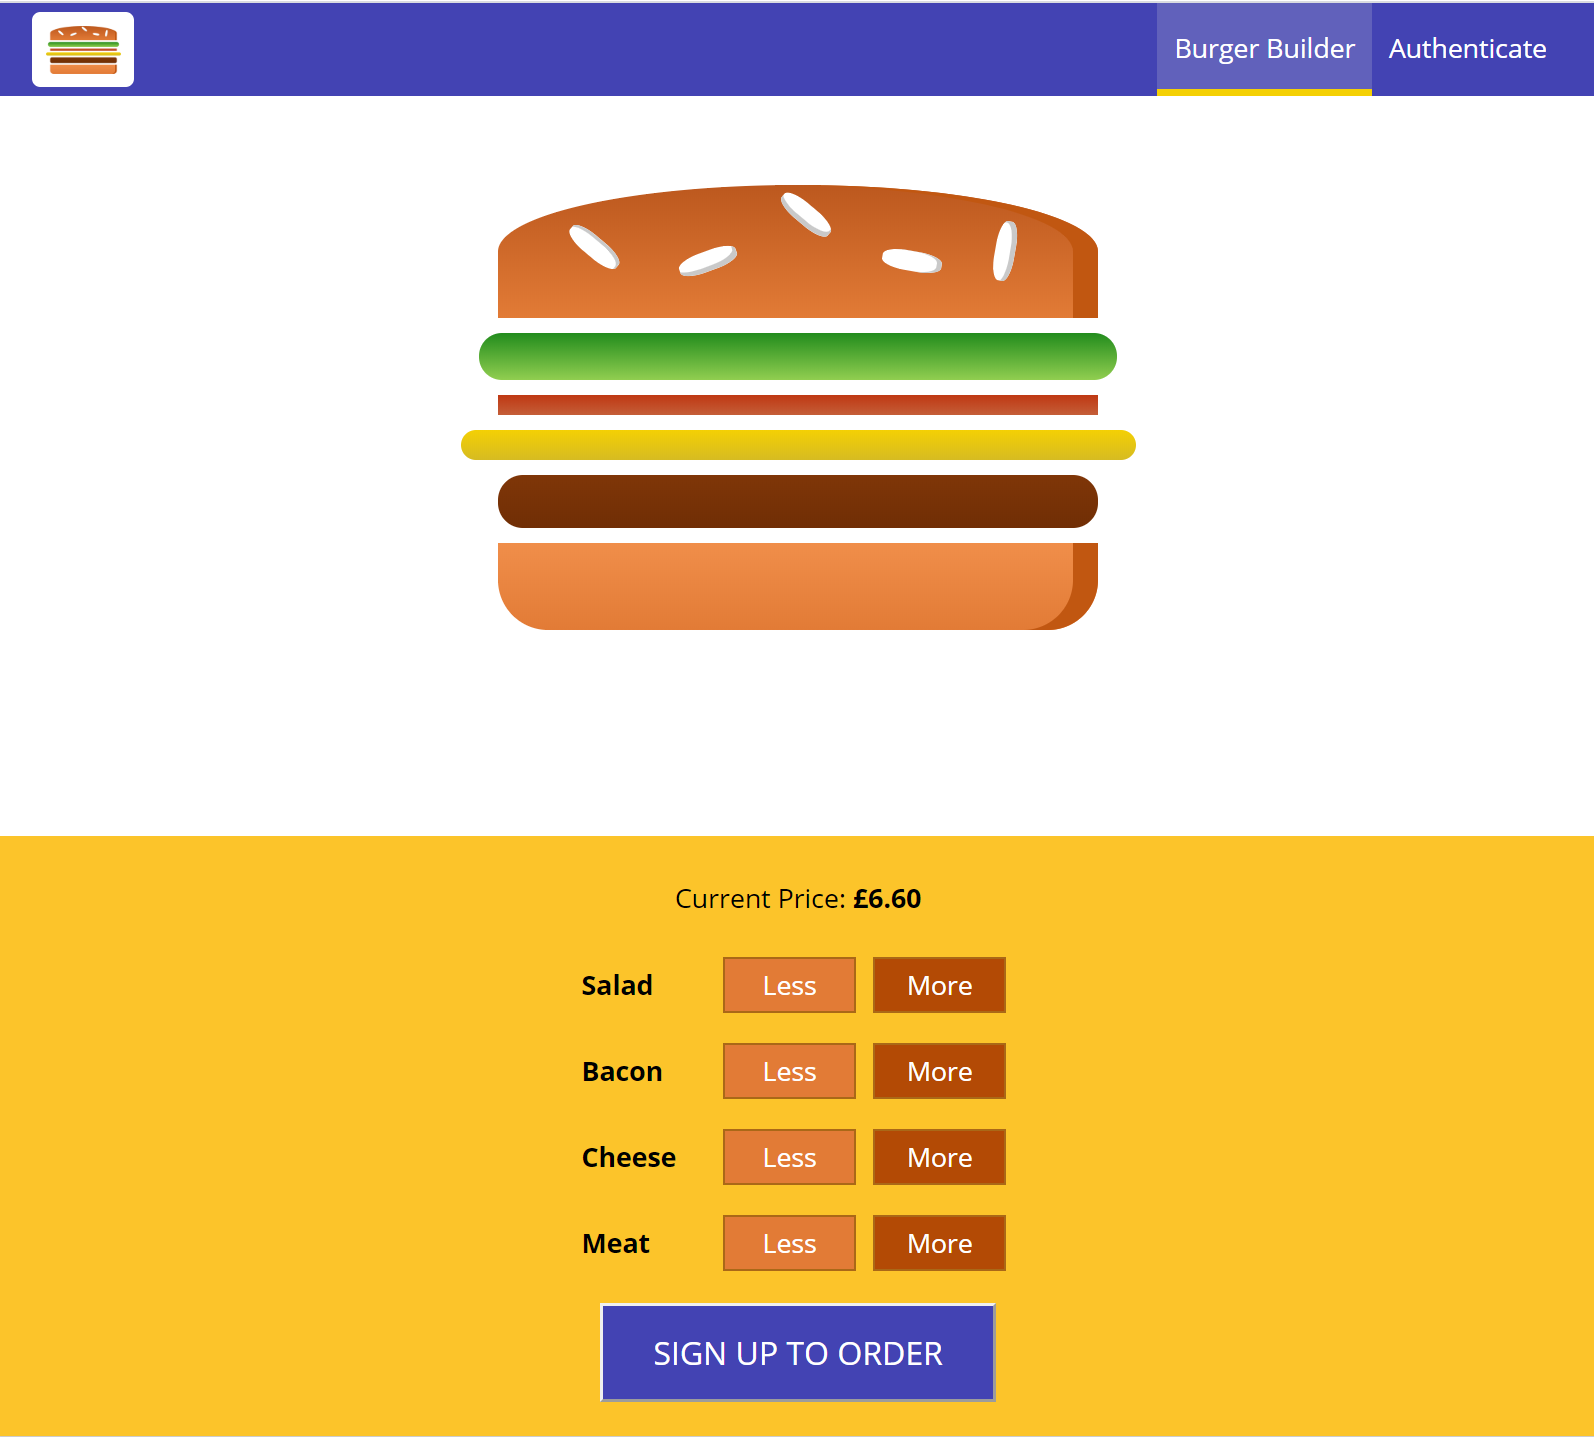 Burger Builder Authenticate
Current Price: £6.60
Salad Less More
Bacon Less More
Cheese Less More
Meat Less More
SIGN UP TO ORDER